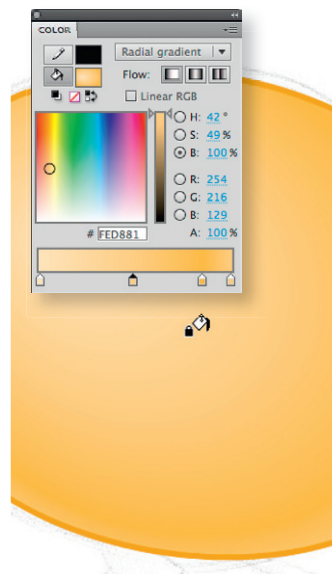 COLOR
Radial gradient
Flow:
Linear RGB
H: 42 °
S: 49 %
B: 100 %
R: 254
G: 216
B: 129
# FED881
A: 100 %